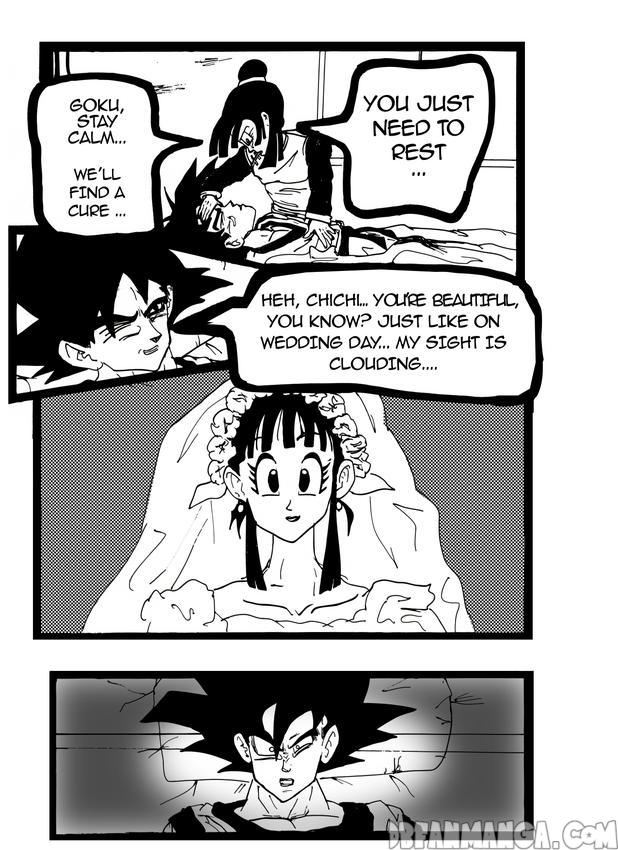 GOKU,
STAY
CALM...
WE'LL
FIND A
CURE ...
YOU JUST
NEED TO
REST
...
HEH, CHICHI... YOU'RE BEAUTIFUL,
YOU KNOW? JUST LIKE ON
WEDDING DAY... MY SIGHT IS
CLOUDING....
DBFANMANGA.COM